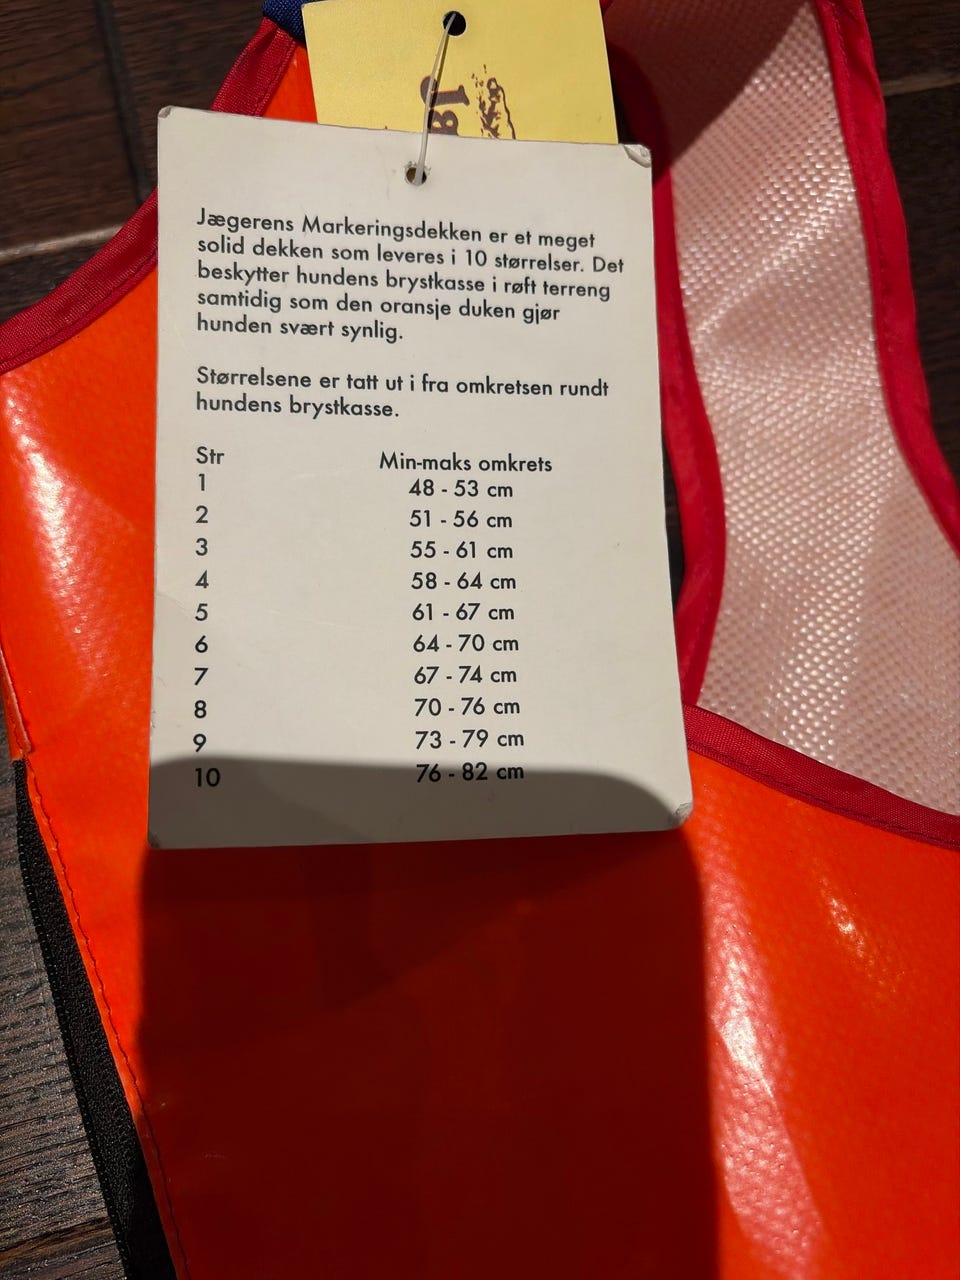 Jægerens Markeringsdekken er et meget
solid dekken som leveres i 10 størrelser. Det
beskytter hundens brystkasse i røft terreng
samtidig som den oransje duken gjør
hunden svært synlig.
Størrelsene er tatt ut i fra omkretsen rundt
hundens brystkasse.
Str Min-maks omkrets
1 48 - 53 cm
2 51 - 56 cm
3 55 - 61 cm
4 58 - 64 cm
5 61 - 67 cm
6 64 - 70 cm
7 67 - 74 cm
8 70 - 76 cm
9 73 - 79 cm
10 76 - 82 cm